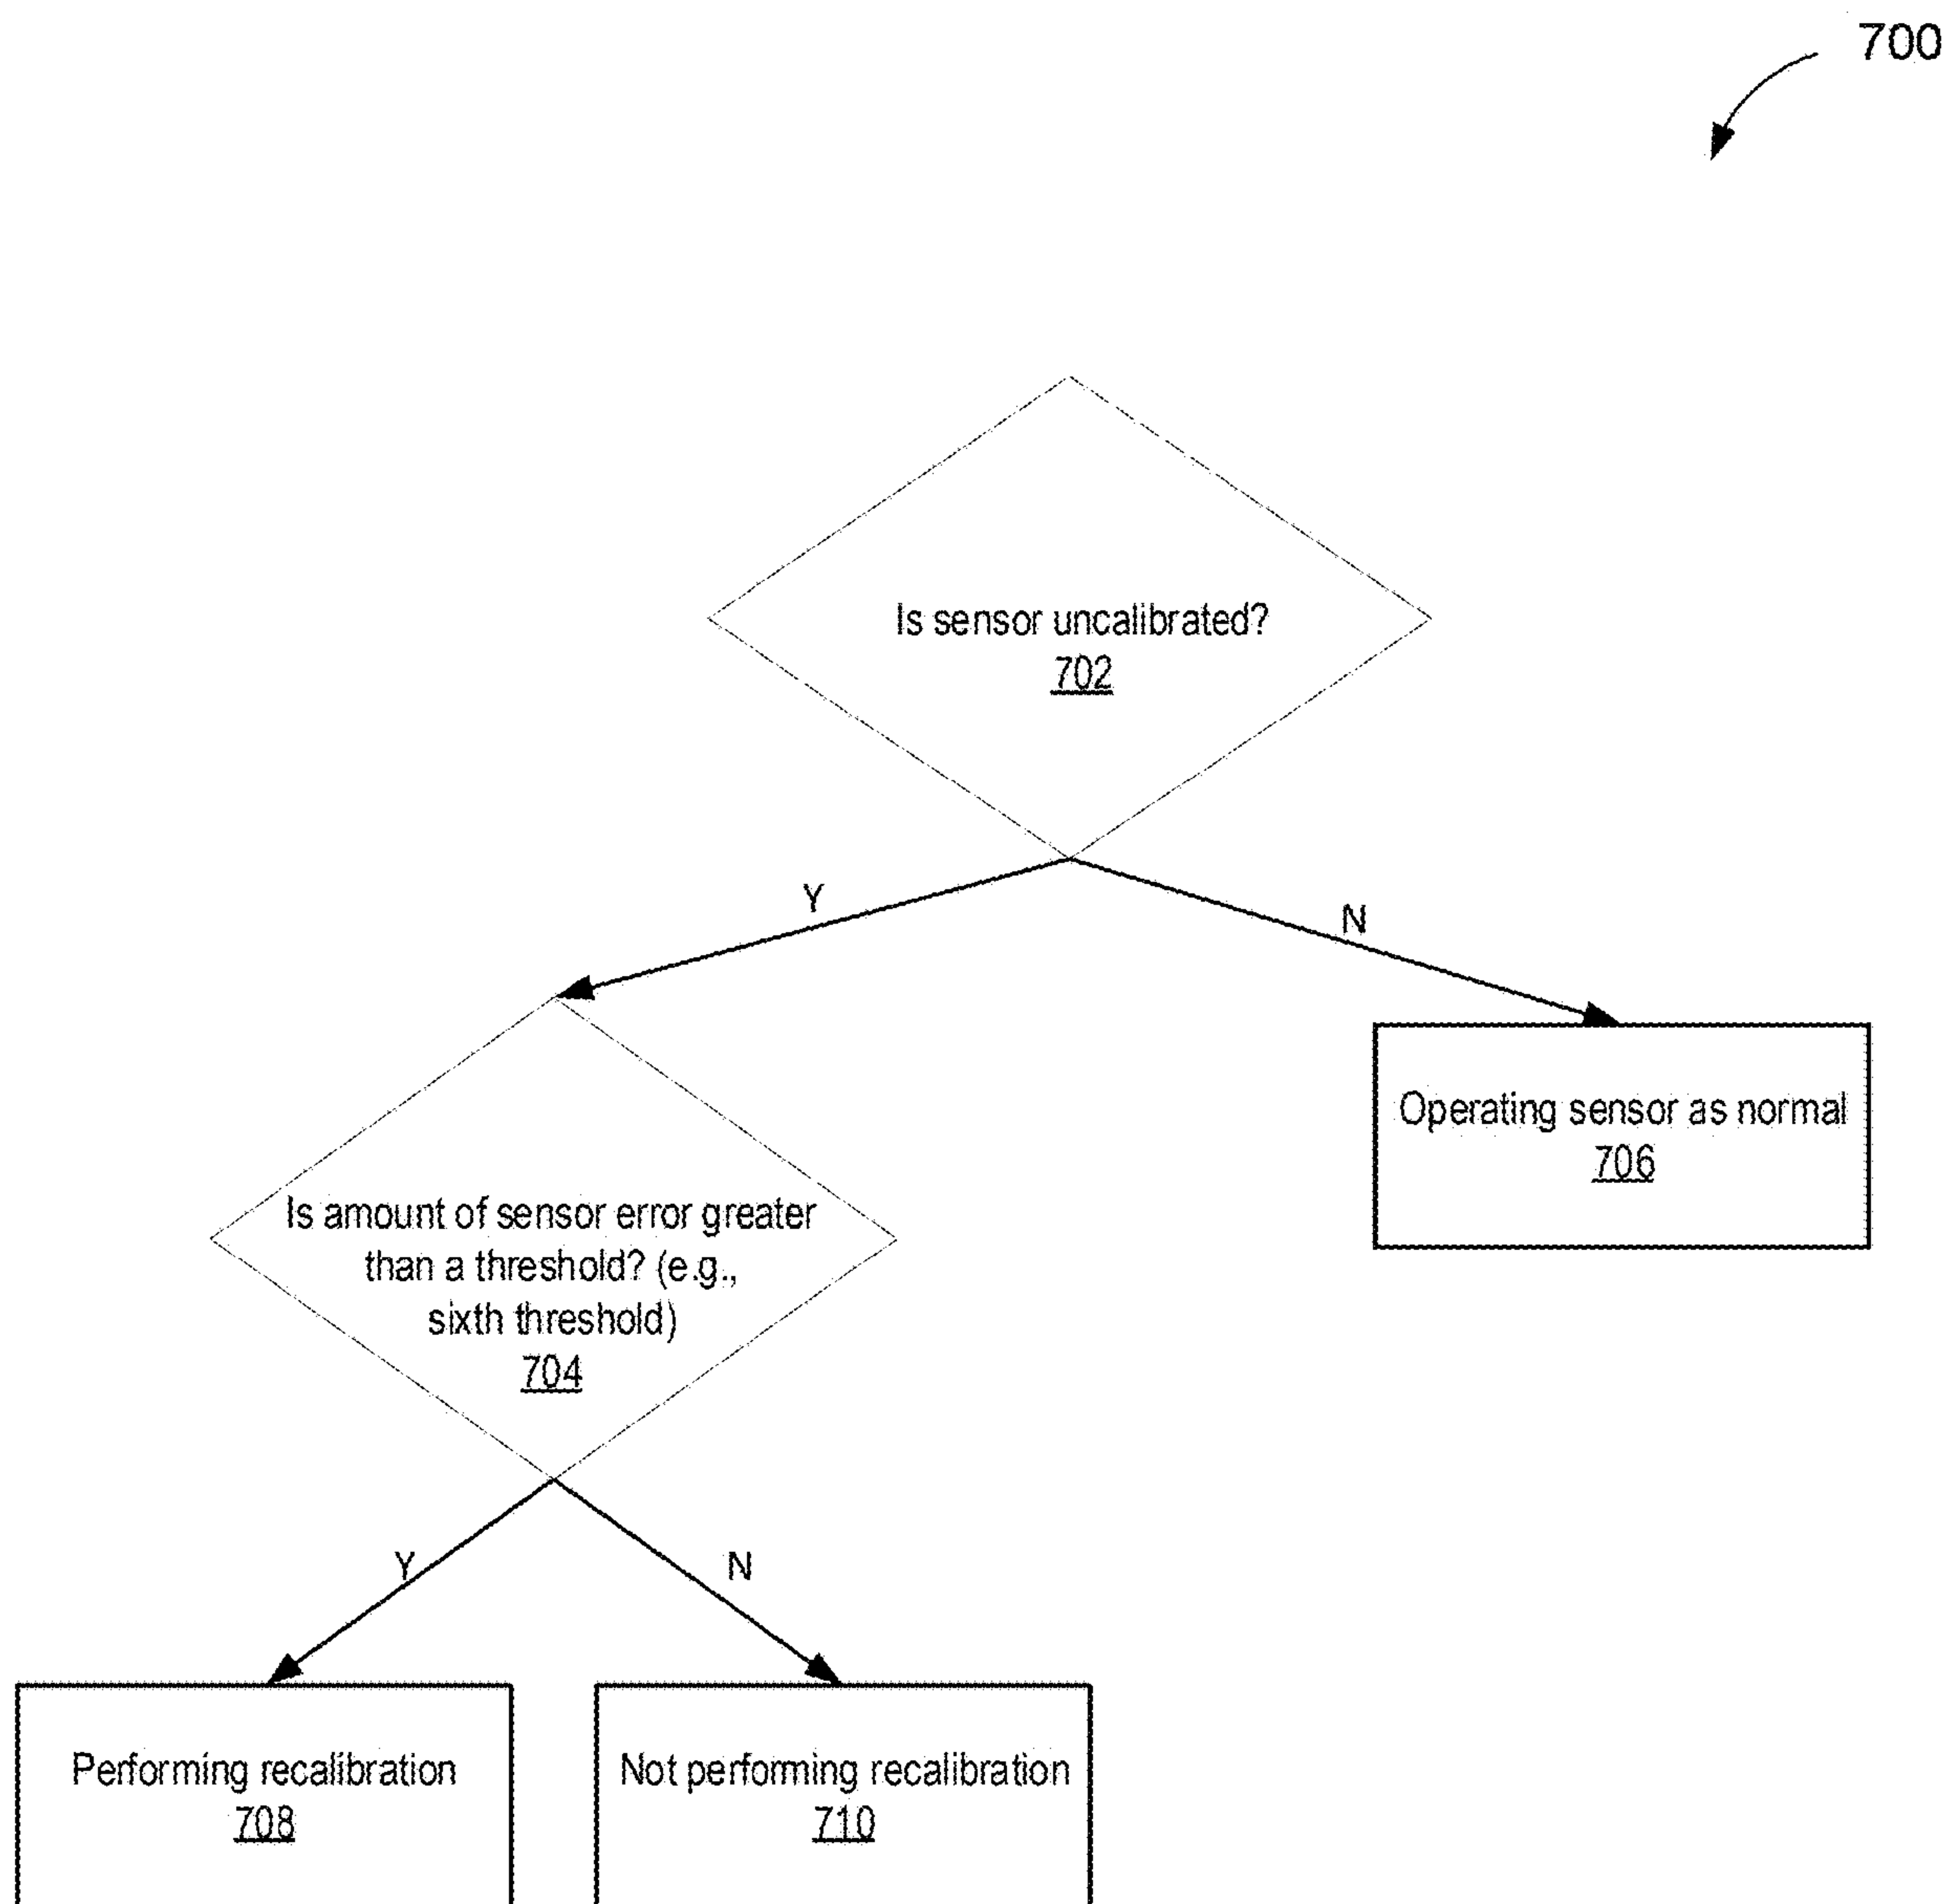 700
Is sensor uncalibrated?
702
Y
N
Operating sensor as normal
706
Is amount of sensor error greater
than a threshold? (e.g.,
sixth threshold)
704
Y
N
Performing recalibration
708
Not performing recalibration
710